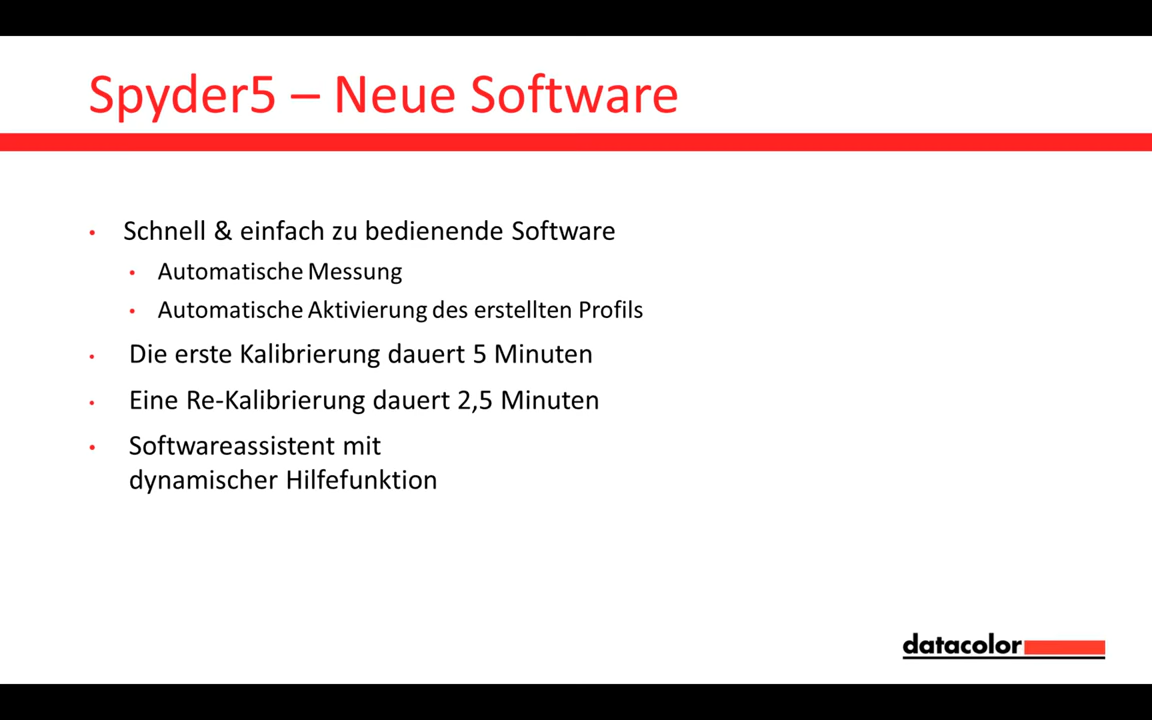 Spyder5 – Neue Software
• Schnell & einfach zu bedienende Software
• Automatische Messung
• Automatische Aktivierung des erstellten Profils
• Die erste Kalibrierung dauert 5 Minuten
• Eine Re-Kalibrierung dauert 2,5 Minuten
• Softwareassistent mit
dynamischer Hilfefunktion
datacolor